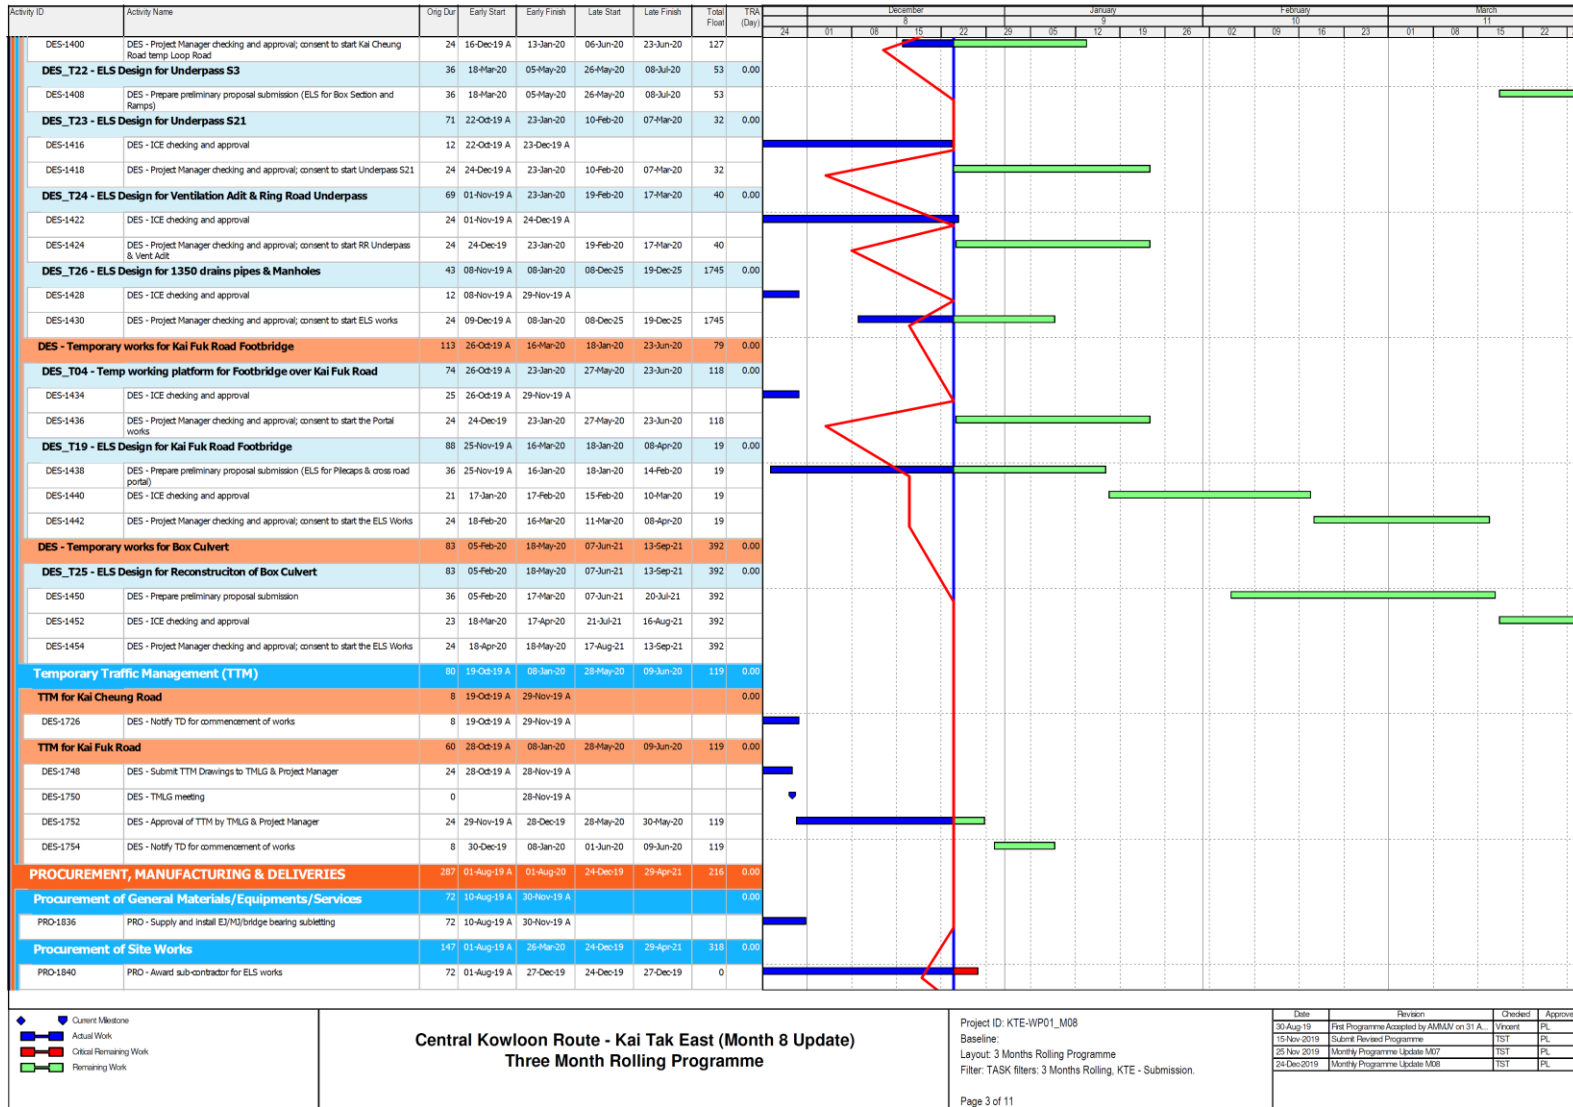 Activity ID Activity Name Orig Dur Early Start Early Finish Late Start Late Finish Total Float TRA (Day) December January February March
8 9 10 11
24 01 08 15 22 29 05 12 19 26 02 09 16 23 01 08 15 22
DES-1400 DES - Project Manager checking and approval; consent to start Kai Cheung 24 16-Dec-19 A 13-Jan-20 06-Jun-20 23-Jun-20 127
Road temp Loop Road
DES_T22 - ELS Design for Underpass S3 36 18-Mar-20 05-May-20 26-May-20 08-Jul-20 53 0.00
DES-1408 DES - Prepare preliminary proposal submission (ELS for Box Section and 36 18-Mar-20 05-May-20 26-May-20 08-Jul-20 53
Ramps)
DES_T23 - ELS Design for Underpass S21 71 22-Oct-19 A 23-Jan-20 10-Feb-20 07-Mar-20 32 0.00
DES-1416 DES - ICE checking and approval 12 22-Oct-19 A 23-Dec-19 A
DES-1418 DES - Project Manager checking and approval; consent to start Underpass S21 24 24-Dec-19 A 23-Jan-20 10-Feb-20 07-Mar-20 32
DES_T24 - ELS Design for Ventilation Adit & Ring Road Underpass 69 01-Nov-19 A 23-Jan-20 19-Feb-20 17-Mar-20 40 0.00
DES-1422 DES - ICE checking and approval 24 01-Nov-19 A 24-Dec-19 A
DES-1424 DES - Project Manager checking and approval; consent to start RR Underpass 24 24-Dec-19 23-Jan-20 19-Feb-20 17-Mar-20 40
& Vent Adit
DES_T26 - ELS Design for 1350 drains pipes & Manholes 43 08-Nov-19 A 08-Jan-20 08-Dec-25 19-Dec-25 1745 0.00
DES-1428 DES - ICE checking and approval 12 08-Nov-19 A 29-Nov-19 A
DES-1430 DES - Project Manager checking and approval; consent to start ELS works 24 09-Dec-19 A 08-Jan-20 08-Dec-25 19-Dec-25 1745
DES - Temporary works for Kai Fuk Road Footbridge 113 26-Oct-19 A 16-Mar-20 18-Jan-20 23-Jun-20 79 0.00
DES_T04 - Temp working platform for Footbridge over Kai Fuk Road 74 26-Oct-19 A 23-Jan-20 27-May-20 23-Jun-20 118 0.00
DES-1434 DES - ICE checking and approval 25 26-Oct-19 A 29-Nov-19 A
DES-1436 DES - Project Manager checking and approval; consent to start the Portal 24 24-Dec-19 23-Jan-20 27-May-20 23-Jun-20 118
works
DES_T19 - ELS Design for Kai Fuk Road Footbridge 88 25-Nov-19 A 16-Mar-20 18-Jan-20 08-Apr-20 19 0.00
DES-1438 DES - Prepare preliminary proposal submission (ELS for Pilecaps & cross road 36 25-Nov-19 A 16-Jan-20 18-Jan-20 14-Feb-20 19
portal)
DES-1440 DES - ICE checking and approval 21 17-Jan-20 17-Feb-20 15-Feb-20 10-Mar-20 19
DES-1442 DES - Project Manager checking and approval; consent to start the ELS Works 24 18-Feb-20 16-Mar-20 11-Mar-20 08-Apr-20 19
DES - Temporary works for Box Culvert 83 05-Feb-20 18-May-20 07-Jun-21 13-Sep-21 392 0.00
DES_T25 - ELS Design for Reconstruciton of Box Culvert 83 05-Feb-20 18-May-20 07-Jun-21 13-Sep-21 392 0.00
DES-1450 DES - Prepare preliminary proposal submission 36 05-Feb-20 17-Mar-20 07-Jun-21 20-Jul-21 392
DES-1452 DES - ICE checking and approval 23 18-Mar-20 17-Apr-20 21-Jul-21 16-Aug-21 392
DES-1454 DES - Project Manager checking and approval; consent to start the ELS Works 24 18-Apr-20 18-May-20 17-Aug-21 13-Sep-21 392
Temporary Traffic Management (TTM) 80 19-Oct-19 A 08-Jan-20 28-May-20 09-Jun-20 119 0.00
TTM for Kai Cheung Road 8 19-Oct-19 A 29-Nov-19 A 0.00
DES-1726 DES - Notify TD for commencement of works 8 19-Oct-19 A 29-Nov-19 A
TTM for Kai Fuk Road 60 28-Oct-19 A 08-Jan-20 28-May-20 09-Jun-20 119 0.00
DES-1748 DES - Submit TTM Drawings to TMLG & Project Manager 24 28-Oct-19 A 28-Nov-19 A
DES-1750 DES - TMLG meeting 0 28-Nov-19 A
DES-1752 DES - Approval of TTM by TMLG & Project Manager 24 29-Nov-19 A 28-Dec-19 28-May-20 30-May-20 119
DES-1754 DES - Notify TD for commencement of works 8 30-Dec-19 08-Jan-20 01-Jun-20 09-Jun-20 119
PROCUREMENT, MANUFACTURING & DELIVERIES 287 01-Aug-19 A 01-Aug-20 24-Dec-19 29-Apr-21 216 0.00
Procurement of General Materials/Equipments/Services 72 10-Aug-19 A 30-Nov-19 A 0.00
PRO-1836 PRO - Supply and install EJ/MJ/bridge bearing subletting 72 10-Aug-19 A 30-Nov-19 A
Procurement of Site Works 147 01-Aug-19 A 26-Mar-20 24-Dec-19 29-Apr-21 318 0.00
PRO-1840 PRO - Award sub-contractor for ELS works 72 01-Aug-19 A 27-Dec-19 24-Dec-19 27-Dec-19 0
Current Milestone
Actual Work
Critical Remaining Work
Remaining Work
Central Kowloon Route - Kai Tak East (Month 8 Update)
Three Month Rolling Programme
Project ID: KTE-WP01_M08
Baseline:
Layout: 3 Months Rolling Programme
Filter: TASK filters: 3 Months Rolling, KTE - Submission.
Page 3 of 11
Date Revision Checked Approve
30-Aug-19 First Programme Accepted by AMMJV on 31 A... Vincent PL
15-Nov-2019 Submit Revised Programme TST PL
25 Nov 2019 Monthly Programme Update M07 TST PL
24-Dec-2019 Monthly Programme Update M08 TST PL